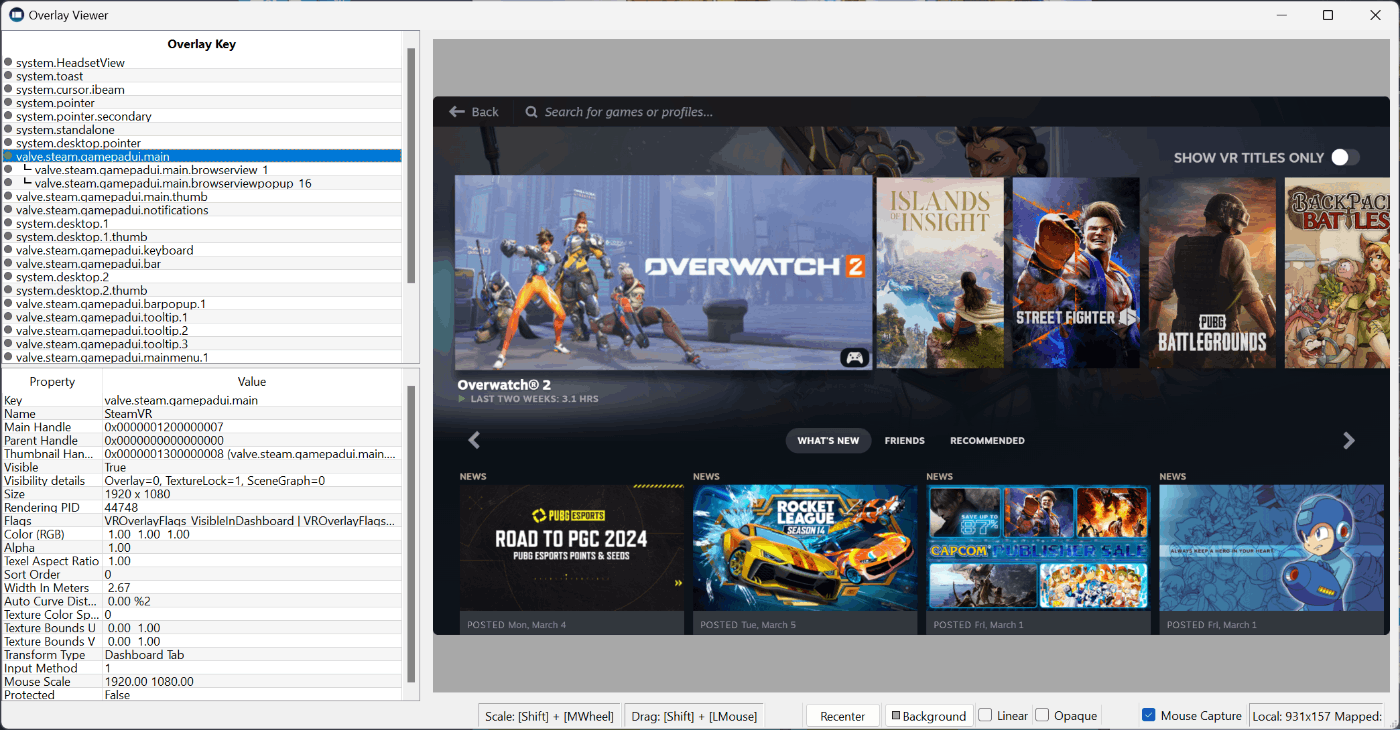 Overlay Viewer
Overlay Key
system.HeadsetView
system.toast
system.cursor.ibeam
system.pointer
system.pointer.secondary
system.standalone
system.desktop.pointer
valve.steam.gamepadui.main
valve.steam.gamepadui.main.browserview_1
valve.steam.gamepadui.main.browserviewpopup_16
valve.steam.gamepadui.main.thumb
valve.steam.gamepadui.notifications
system.desktop.1
system.desktop.1.thumb
valve.steam.gamepadui.keyboard
valve.steam.gamepadui.bar
system.desktop.2
system.desktop.2.thumb
valve.steam.gamepadui.barpopup.1
valve.steam.gamepadui.tooltip.1
valve.steam.gamepadui.tooltip.2
valve.steam.gamepadui.tooltip.3
valve.steam.gamepadui.mainmenu.1
Property Value
Key valve.steam.gamepadui.main
Name SteamVR
Main Handle 0x0000001200000007
Parent Handle 0x0000000000000000
Thumbnail Han... 0x0000001300000008 (valve.steam.gamepadui.main....
Visible True
Visibility details Overlay=0, TextureLock=1, SceneGraph=0
Size 1920 x 1080
Rendering PID 44748
Flags VROverlayFlags_VisibleInDashboard | VROverlayFlags...
Color (RGB) 1.00 1.00 1.00
Alpha 1.00
Texel Aspect Ratio 1.00
Sort Order 0
Width In Meters 2.67
Auto Curve Dist... 0.00 %2
Texture Color Sp... 0
Texture Bounds U 0.00 1.00
Texture Bounds V 0.00 1.00
Transform Type Dashboard Tab
Input Method 1
Mouse Scale 1920.00 1080.00
Protected False
Back
Search for games or profiles...
SHOW VR TITLES ONLY
OVERWATCH 2
ISLANDS
OF
INSIGHT
STREET FIGHTER 6
PUBG
BATTLEGROUNDS
BACKPAC
BATTLES
Overwatch® 2
LAST TWO WEEKS: 3.1 HRS
WHAT'S NEW
FRIENDS
RECOMMENDED
NEWS
PUBG ESPORTS
ROAD TO PGC 2024
PUBG ESPORTS POINTS & SEEDS
POSTED Mon, March 4
NEWS
ROCKET
LEAGUE
SEASON 14
POSTED Tue, March 5
NEWS
SAVE UP TO
87%
CAPCOM PUBLISHER SALE
POSTED Fri, March 1
NEWS
ALWAYS KEEP A HERO IN YOUR HEART
POSTED Fri, March 1
Scale: [Shift] + [MWheel]
Drag: [Shift] + [LMouse]
Recenter
Background
Linear
Opaque
Mouse Capture
Local: 931x157 Mapped: